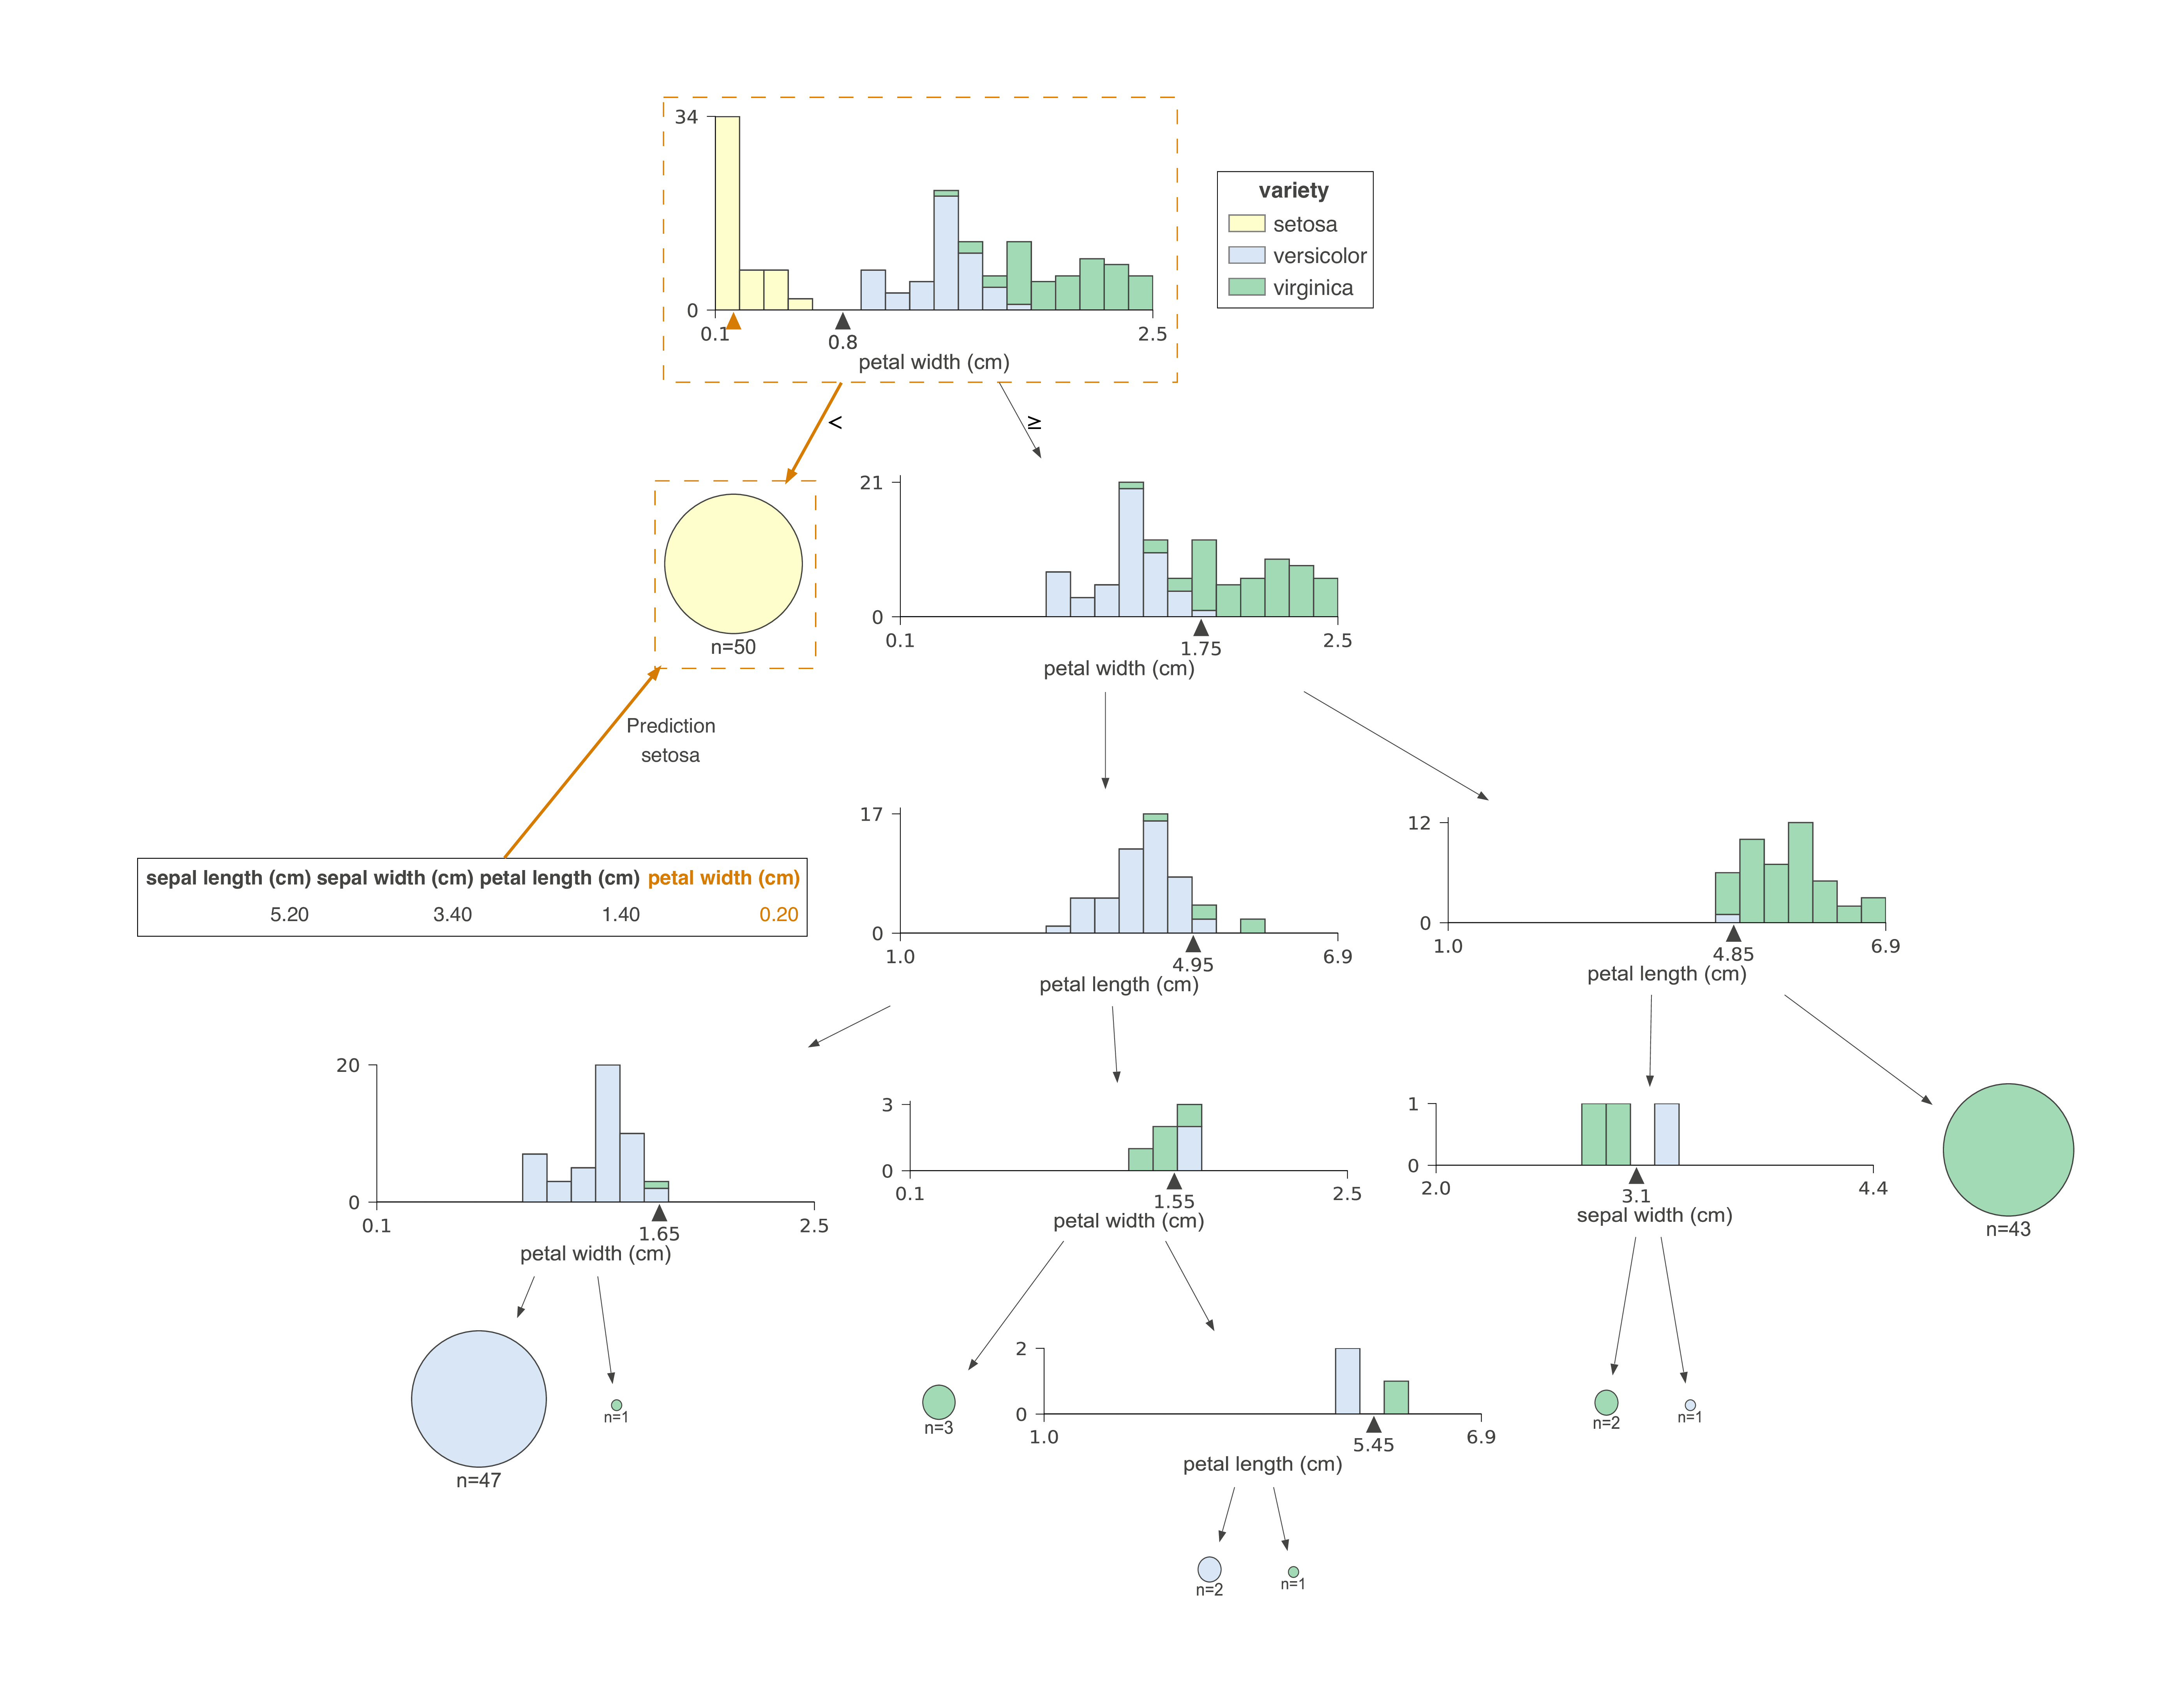 34
0
0.1
0.8
2.5
petal width (cm)
variety
setosa
versicolor
virginica
<
≥
n=50
21
0
0.1
1.75
2.5
petal width (cm)
Prediction
setosa
sepal length (cm) sepal width (cm) petal length (cm) petal width (cm)
5.20 3.40 1.40 0.20
17
0
1.0
4.95
6.9
petal length (cm)
12
0
1.0
4.85
6.9
petal length (cm)
20
0
0.1
1.65
2.5
petal width (cm)
3
0
0.1
1.55
2.5
petal width (cm)
1
0
2.0
3.1
4.4
sepal width (cm)
n=43
n=47
n=1
n=3
2
0
1.0
5.45
6.9
petal length (cm)
n=2
n=1
n=2
n=1